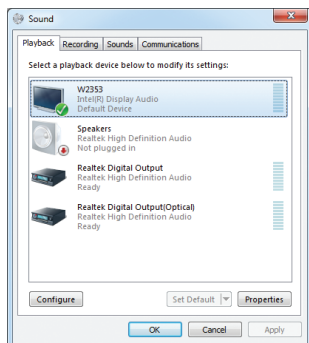 Sound
Playback Recording Sounds Communications
Select a playback device below to modify its settings:
W2353
Intel(R) Display Audio
Default Device
Speakers
Realtek High Definition Audio
Not plugged in
Realtek Digital Output
Realtek High Definition Audio
Ready
Realtek Digital Output(Optical)
Realtek High Definition Audio
Ready
Configure Set Default Properties
OK Cancel Apply